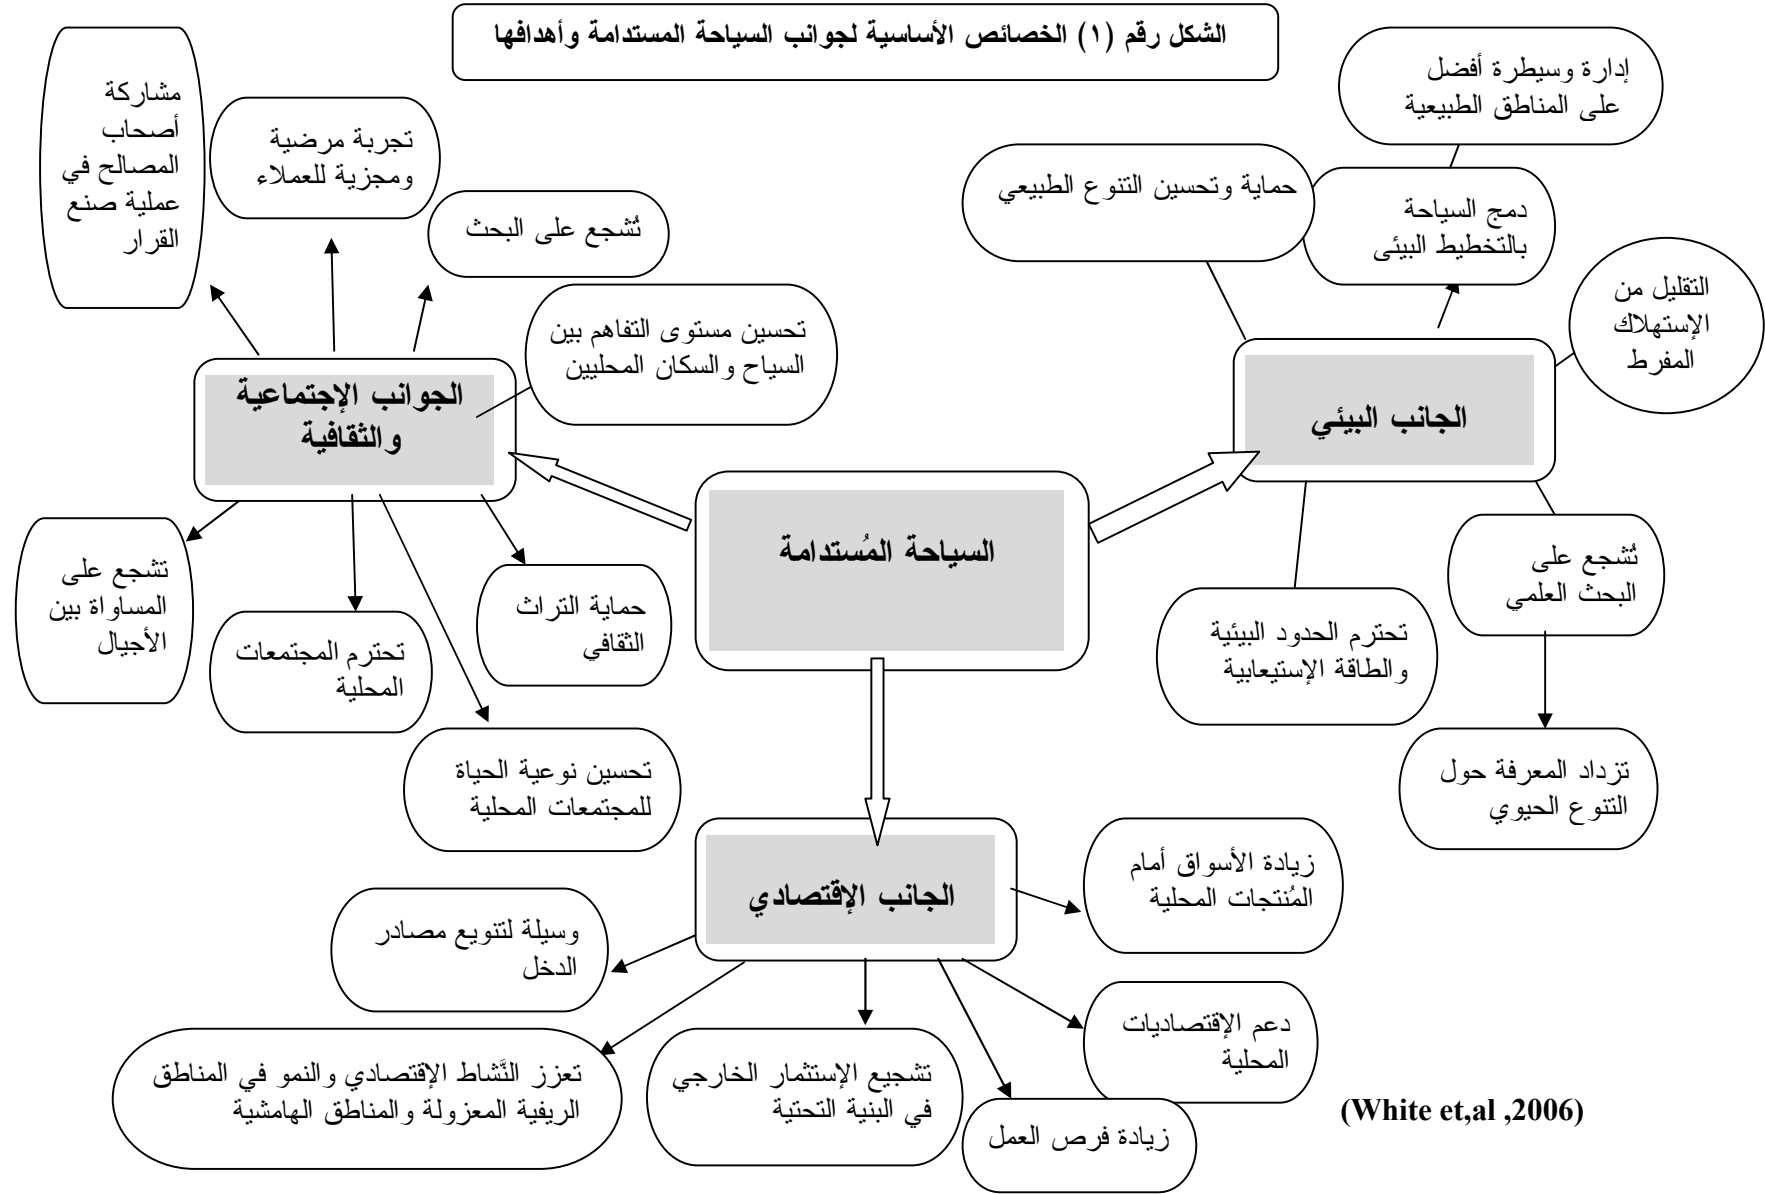 الشكل رقم (١) الخصائص الأساسية لجوانب السياحة المستدامة وأهدافها
إدارة وسيطرة أفضل
على المناطق الطبيعية
حماية وتحسين التنوع الطبيعي
دمج السياحة
بالتخطيط البيئى
التقليل من
الإستهلاك
المفرط
الجانب البيئي
تُشجع على
البحث العلمي
تحترم الحدود البيئية
والطاقة الإستيعابية
تزداد المعرفة حول
التنوع الحيوي
مشاركة
أصحاب
المصالح في
عملية صنع
القرار
تجربة مرضية
ومجزية للعملاء
تُشجع على البحث
تحسين مستوى التفاهم بين
السياح والسكان المحليين
الجوانب الإجتماعية
والثقافية
تشجع على
المساواة بين
الأجيال
تحترم المجتمعات
المحلية
حماية التراث
الثقافي
تحسين نوعية الحياة
للمجتمعات المحلية
السياحة المُستدامة
الجانب الإقتصادي
زيادة الأسواق أمام
المُنتجات المحلية
وسيلة لتنويع مصادر
الدخل
دعم الإقتصاديات
المحلية
تعزز النَّشاط الإقتصادي والنمو في المناطق
الريفية المعزولة والمناطق الهامشية
تشجيع الإستثمار الخارجي
في البنية التحتية
زيادة فرص العمل
(White et,al ,2006)